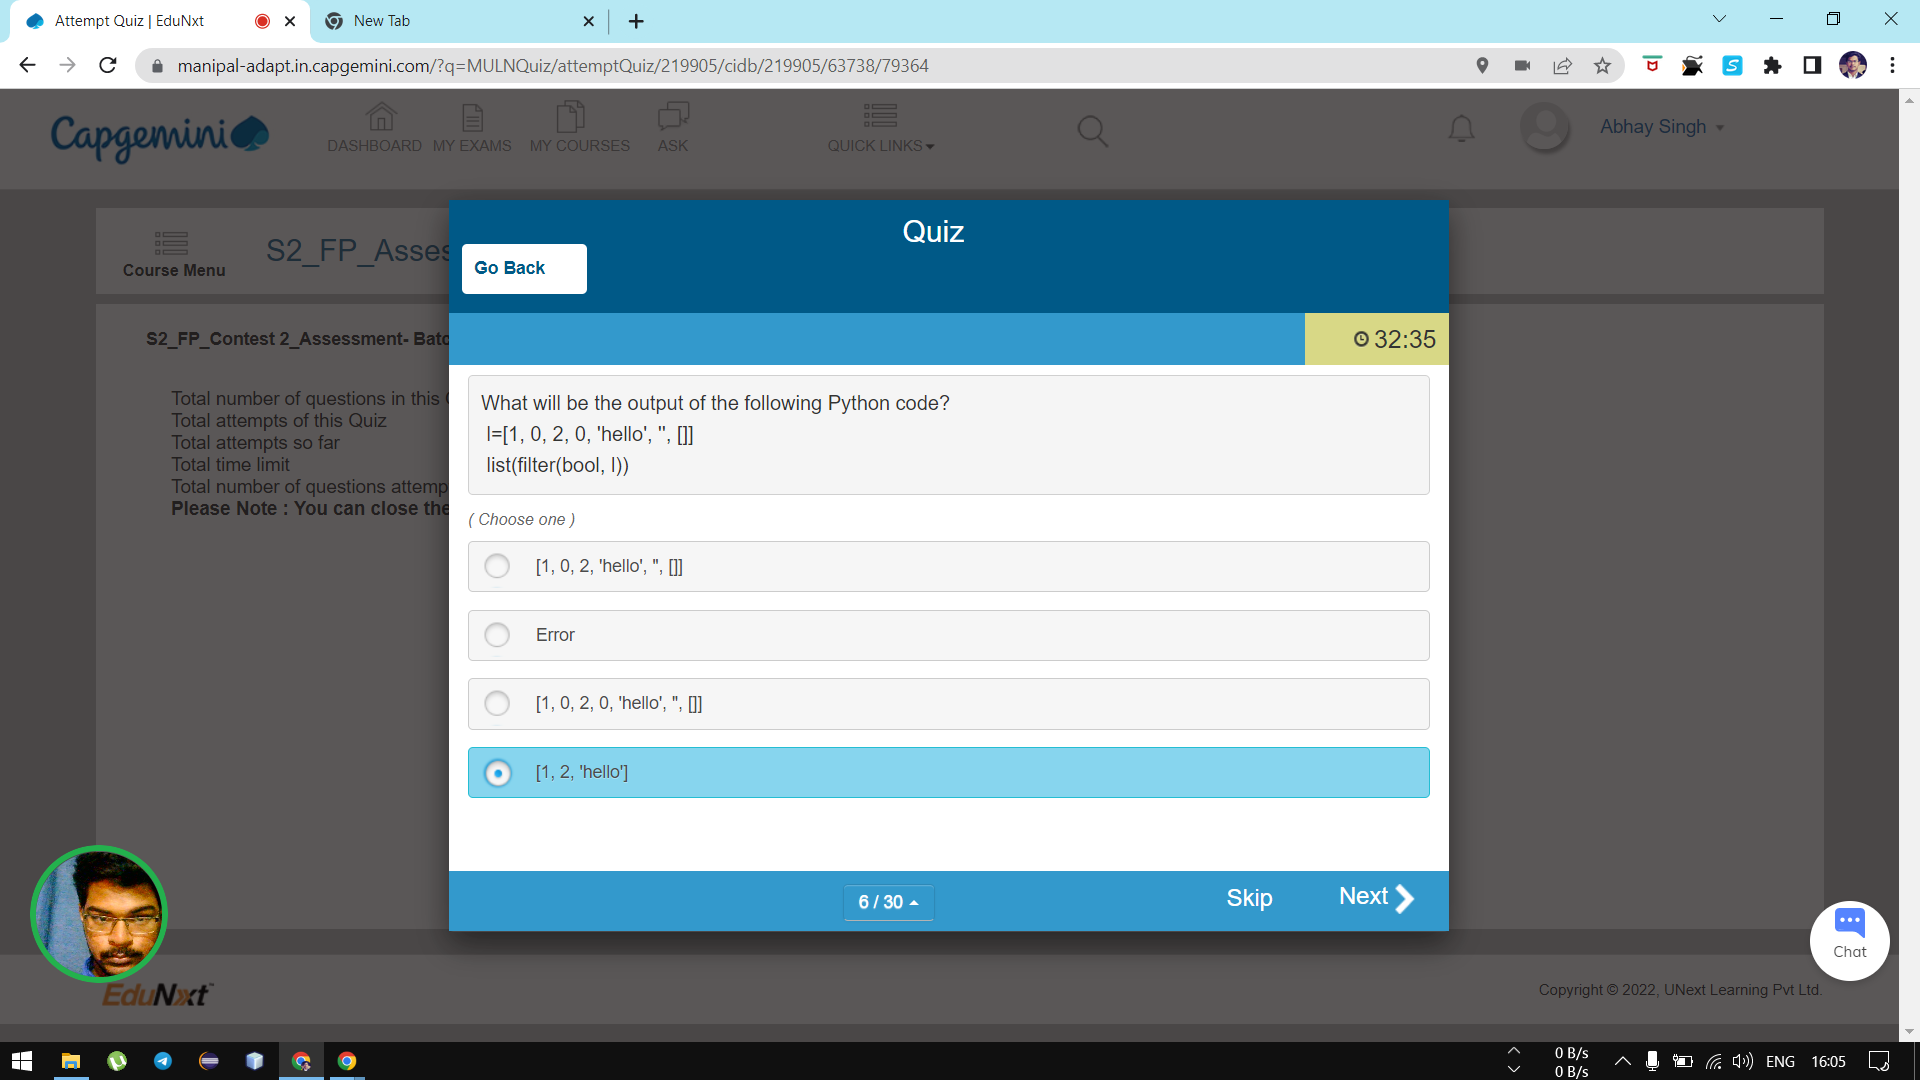 Attempt Quiz | EduNxt
New Tab
manipal-adapt.in.capgemini.com/?q=MULNQuiz/attemptQuiz/219905/cidb/219905/63738/79364
Capgemini
DASHBOARD
MY EXAMS
MY COURSES
ASK
QUICK LINKS
Abhay Singh
Course Menu
S2_FP_Asses
Quiz
Go Back
32:35
S2_FP_Contest 2_Assessment- Batc
Total number of questions in this
Total attempts of this Quiz
Total attempts so far
Total time limit
Total number of questions attemp
Please Note : You can close the
What will be the output of the following Python code?
l=[1, 0, 2, 0, 'hello', '', []]
list(filter(bool, l))
( Choose one )
[1, 0, 2, 'hello', '', []]
Error
[1, 0, 2, 0, 'hello', '', []]
[1, 2, 'hello']
6 / 30
Skip
Next
Chat
EduNxt
Copyright © 2022, UNext Learning Pvt Ltd.
0 B/s
0 B/s
ENG
16:05